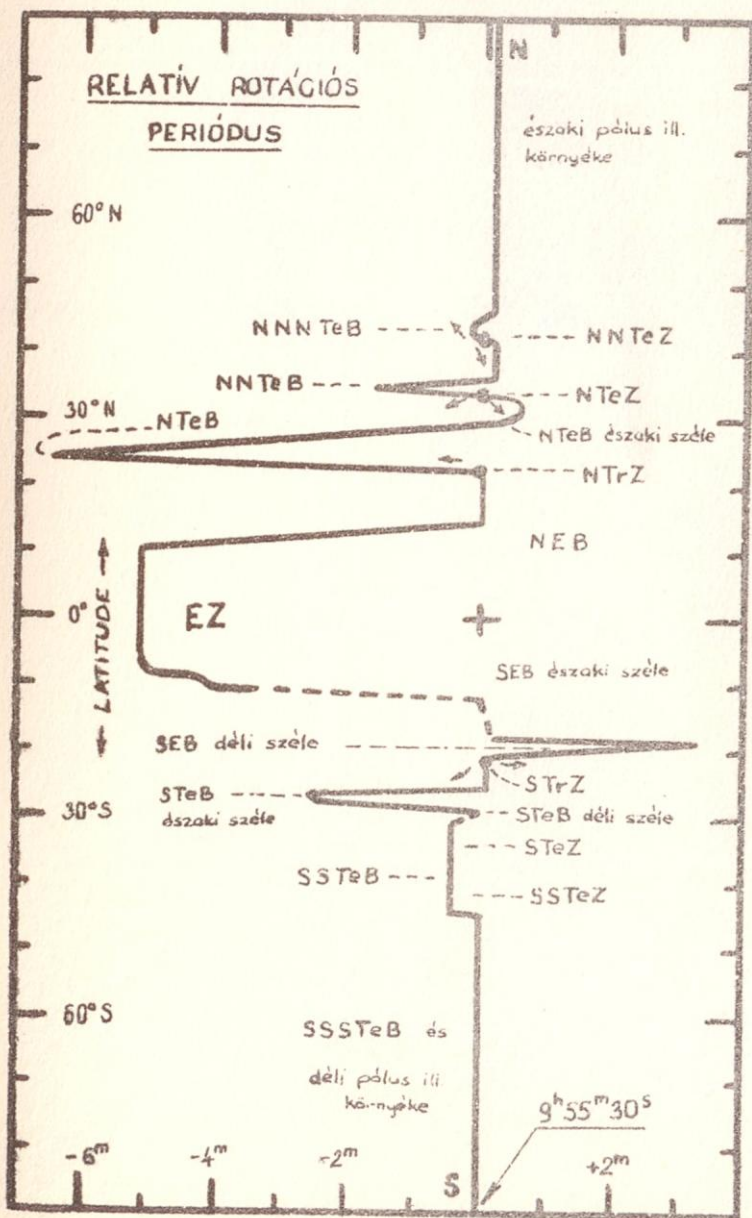 RELATÍV ROTÁGIÓS
PERIÓDUS
N
északi pólus ill.
környéke
60°N
NNNTeB
NNTeZ
NNTeB
30°N
NTeZ
NTeB
NTeB északi széle
NTrZ
NEB
LATITUDE
0°
EZ
SEB északi széle
SEB déli széle
STrZ
STeB
északi széle
30°S
STeB déli széle
STeZ
SSTeB
SSTeZ
60°S
SSSTeB és
déli pólus ill.
környéke
9h55m30s
-6m
-4m
-2m
S
+2m